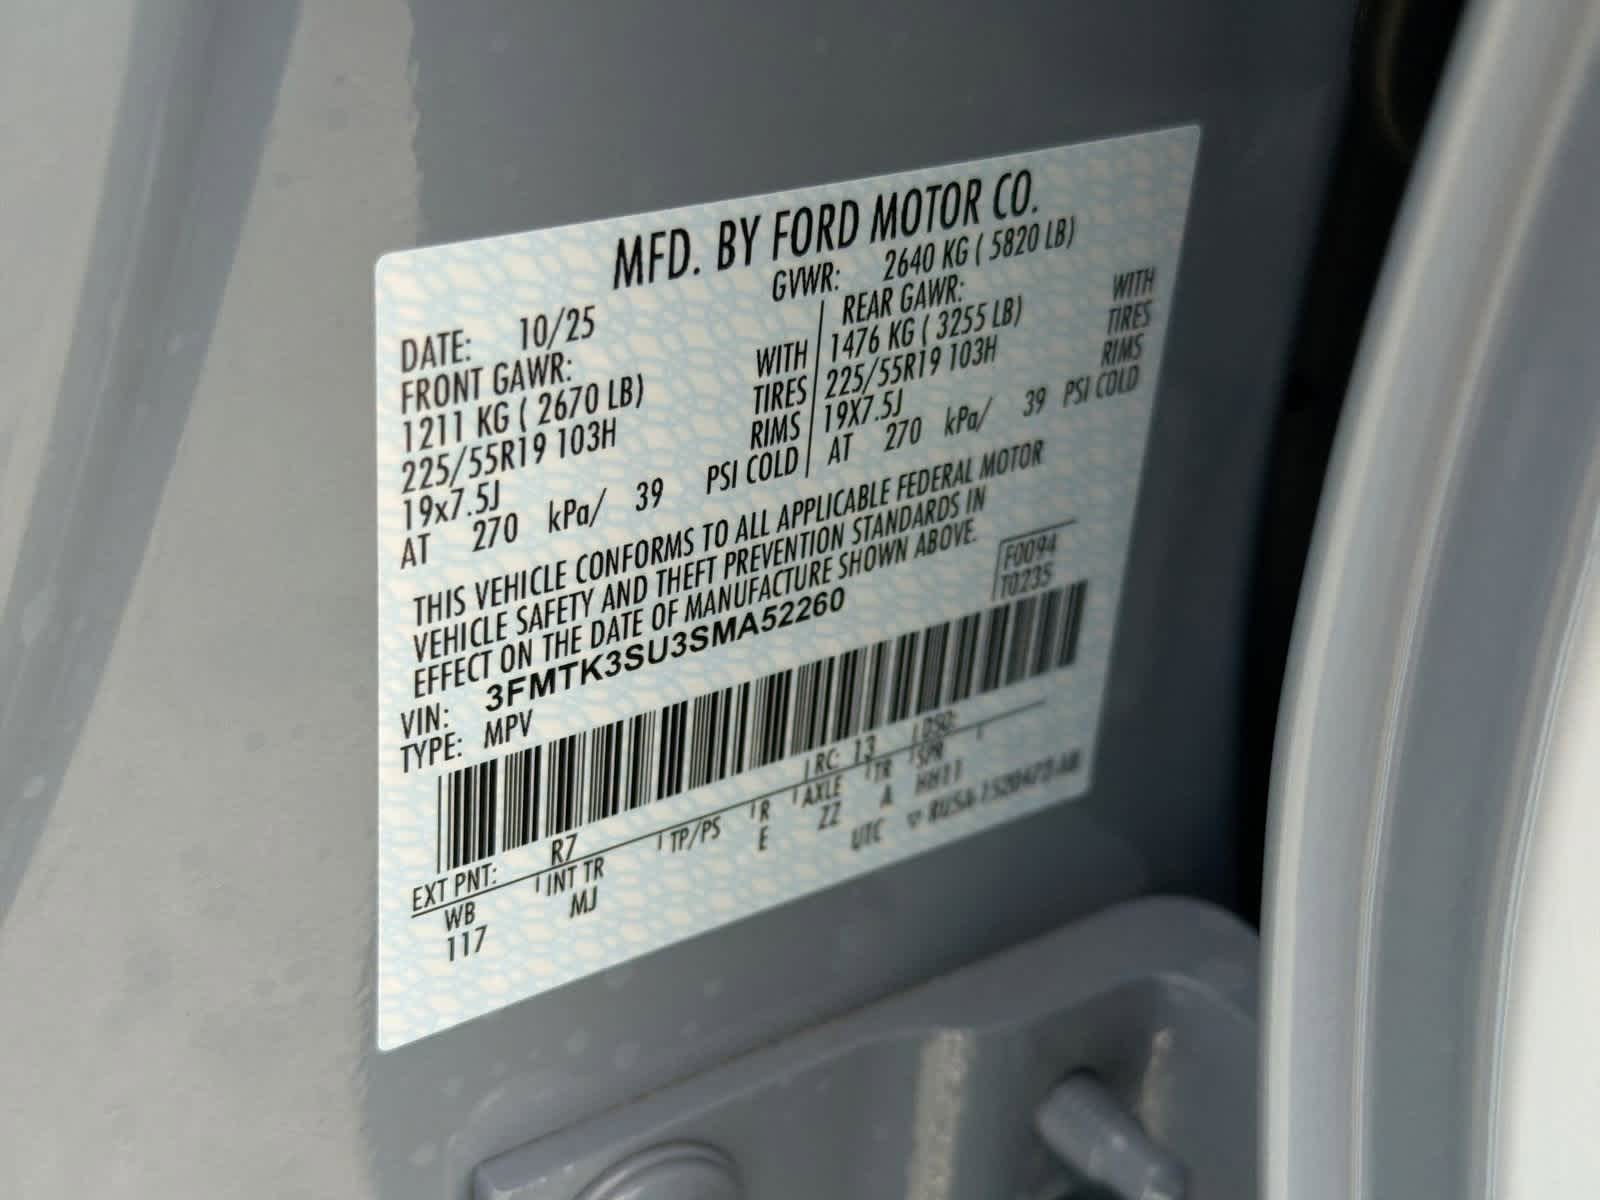 MFD. BY FORD MOTOR CO.
DATE: 10/25 GVWR: 2640 KG ( 5820 LB)
FRONT GAWR: REAR GAWR:
1211 KG ( 2670 LB) WITH 1476 KG ( 3255 LB) WITH
225/55R19 103H TIRES 225/55R19 103H TIRES
19x7.5J RIMS 19X7.5J RIMS
AT 270 kPa/ 39 PSI COLD AT 270 kPa/ 39 PSI COLD
THIS VEHICLE CONFORMS TO ALL APPLICABLE FEDERAL MOTOR
VEHICLE SAFETY AND THEFT PREVENTION STANDARDS IN
EFFECT ON THE DATE OF MANUFACTURE SHOWN ABOVE.
F0094
T0235
VIN: 3FMTK3SU3SMA52260
TYPE: MPV
EXT PNT: R7 RC: 13 DSO:
WB INT TR TP/PS R AXLE TR SPR
117 MJ E ZZ A HH11
UTC